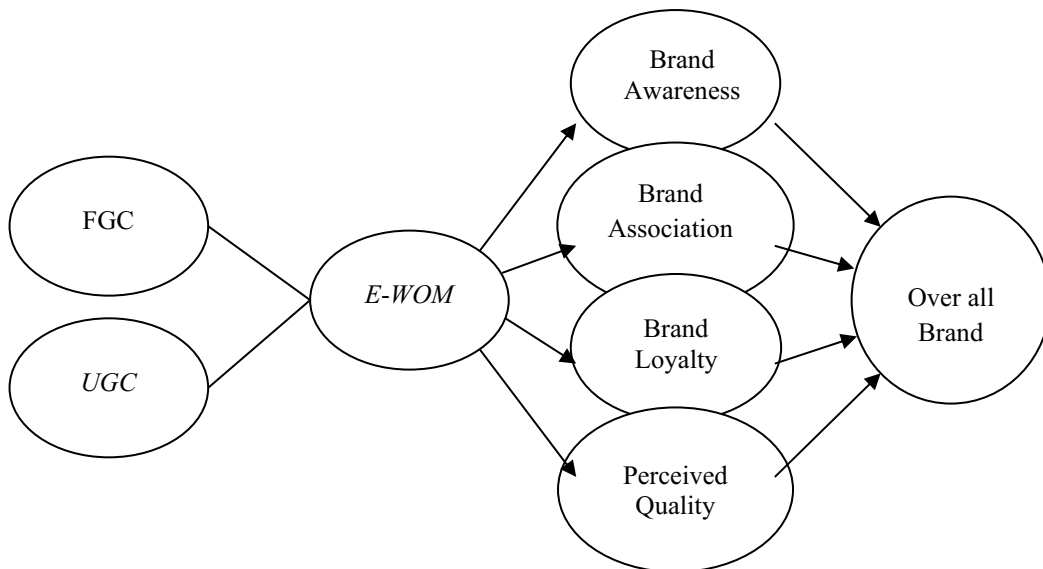 FGC
UGC
E-WOM
Brand
Awareness
Brand
Association
Brand
Loyalty
Perceived
Quality
Over all
Brand